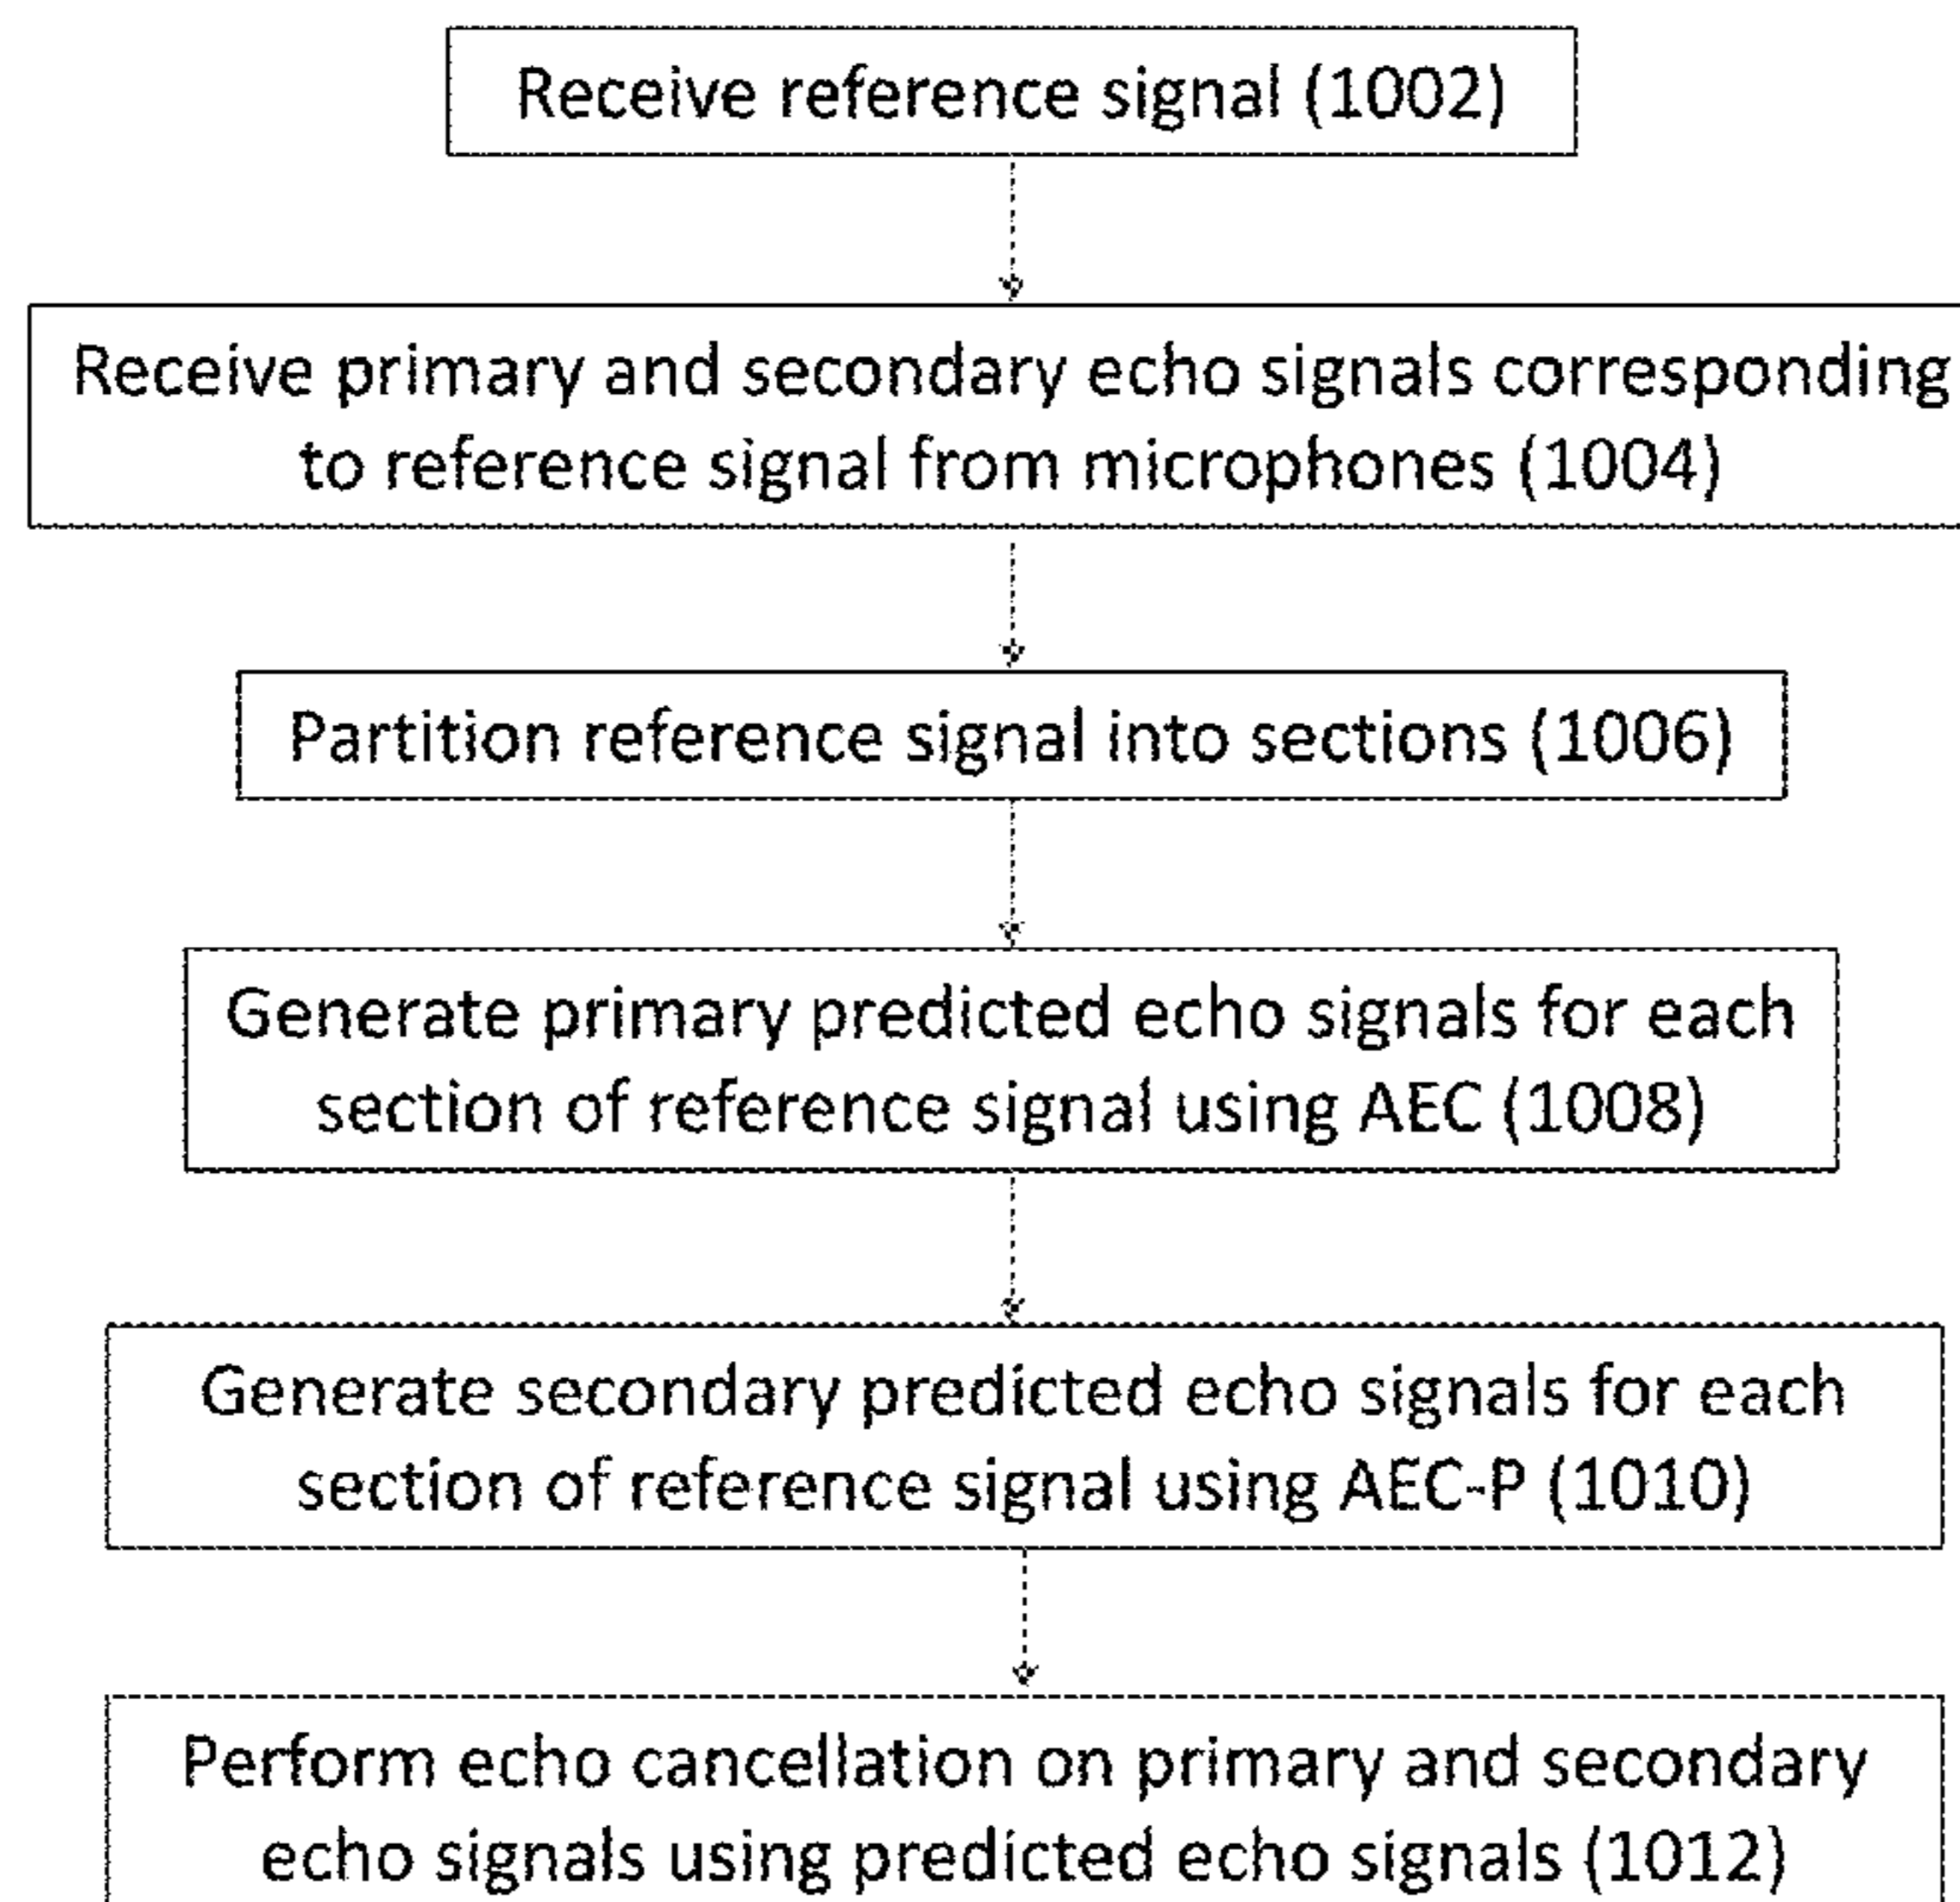 Receive reference signal (1002)
Receive primary and secondary echo signals corresponding
to reference signal from microphones (1004)
Partition reference signal into sections (1006)
Generate primary predicted echo signals for each
section of reference signal using AEC (1008)
Generate secondary predicted echo signals for each
section of reference signal using AEC-P (1010)
Perform echo cancellation on primary and secondary
echo signals using predicted echo signals (1012)